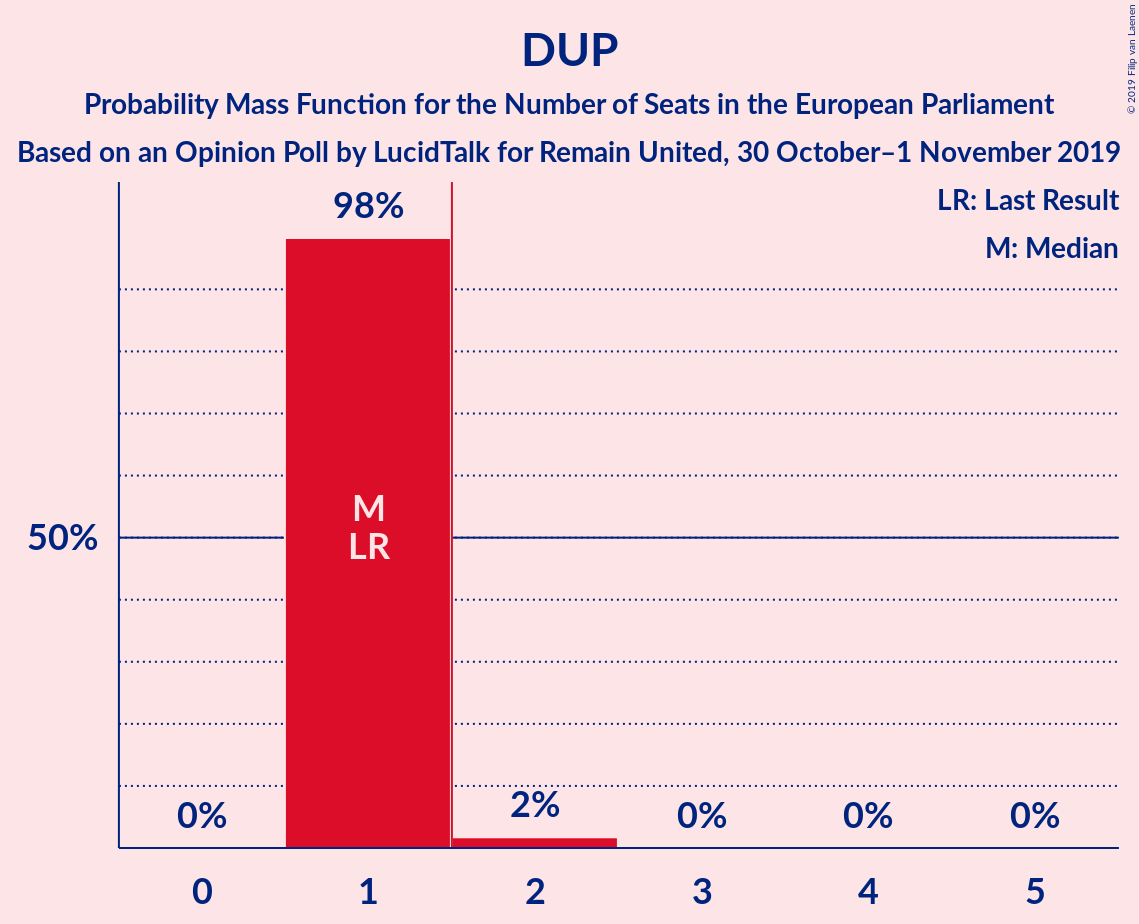 DUP
Probability Mass Function for the Number of Seats in the European Parliament
Based on an Opinion Poll by LucidTalk for Remain United, 30 October–1 November 2019
© 2019 Filip van Laenen
LR: Last Result
M: Median
98%
M
LR
50%
0%
2%
0%
0%
0%
0
1
2
3
4
5